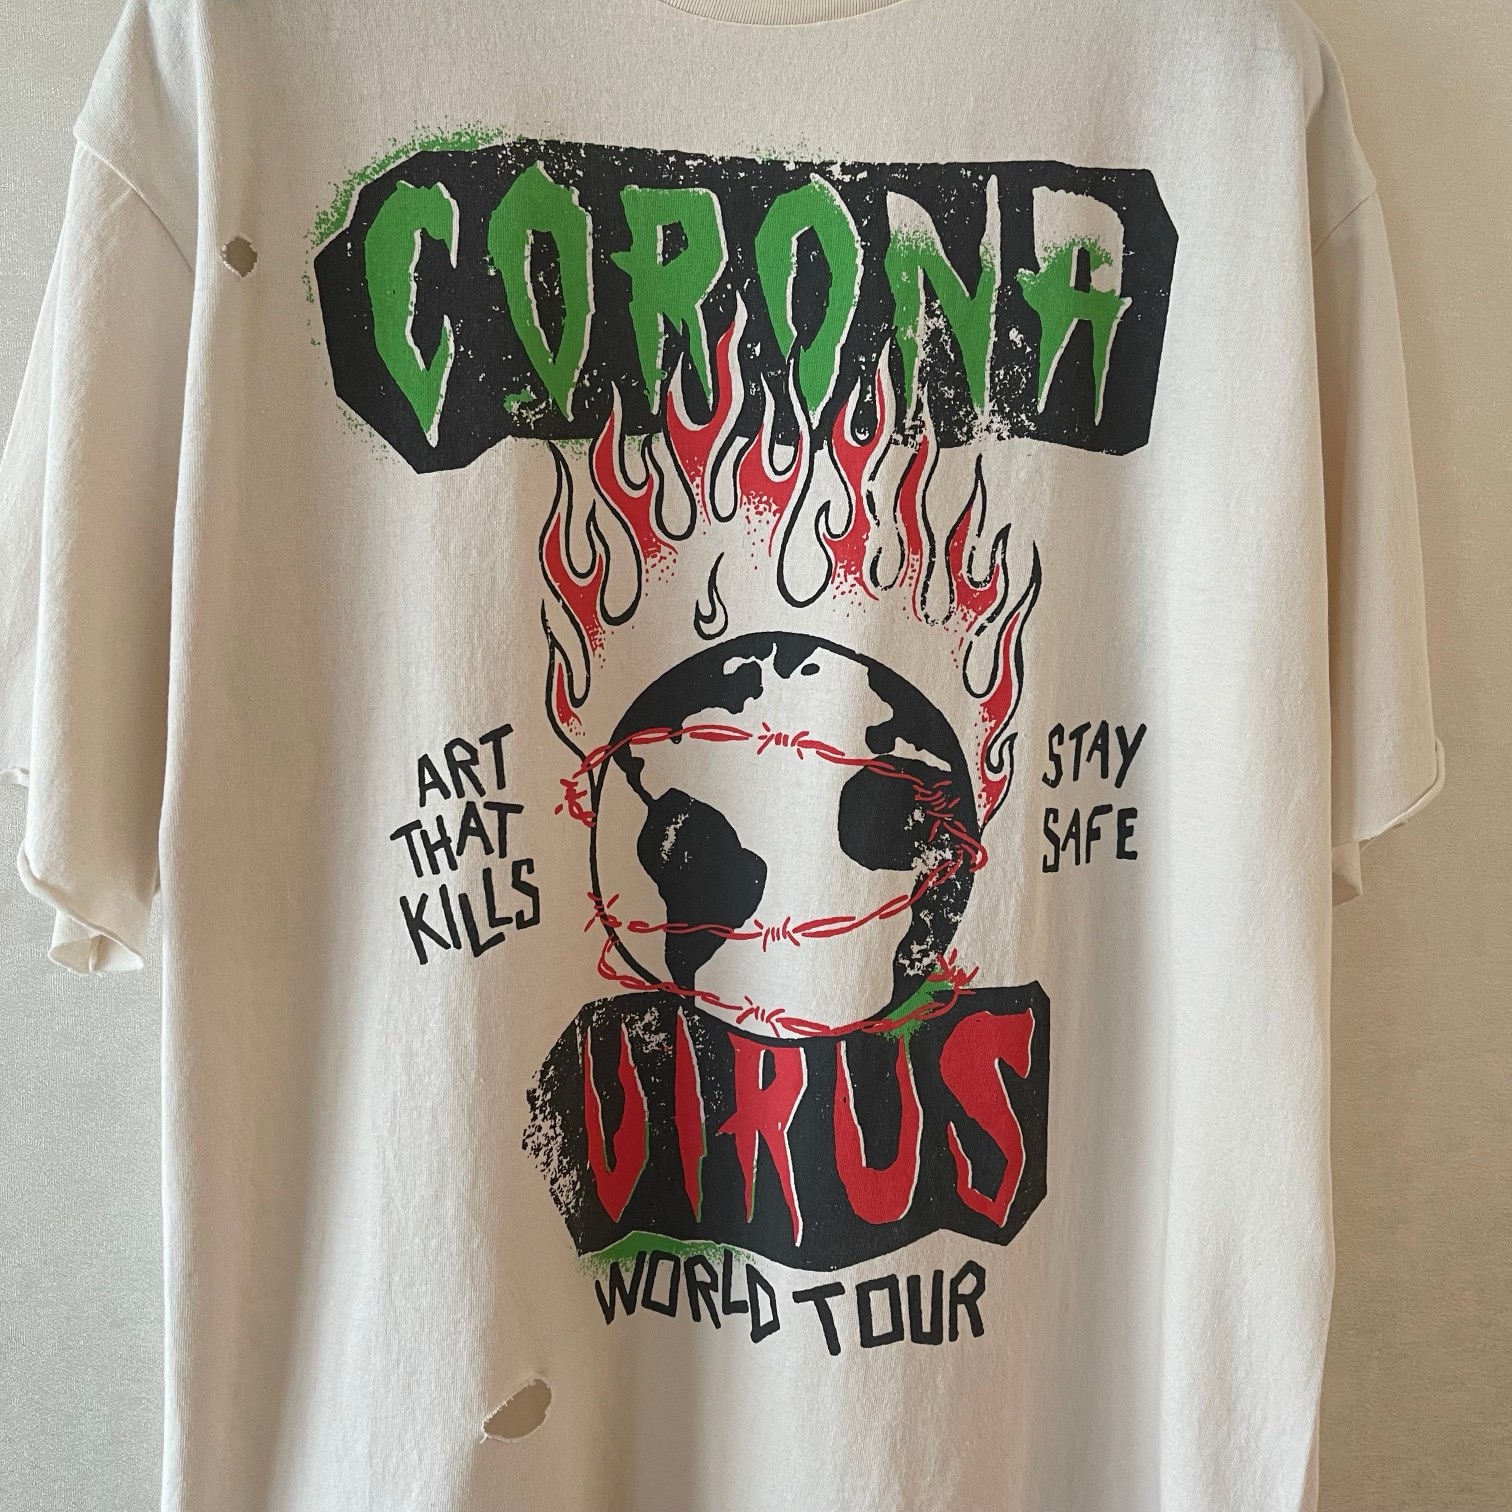 CORONA
ART
THAT
KILLS
STAY
SAFE
VIRUS
WORLD TOUR